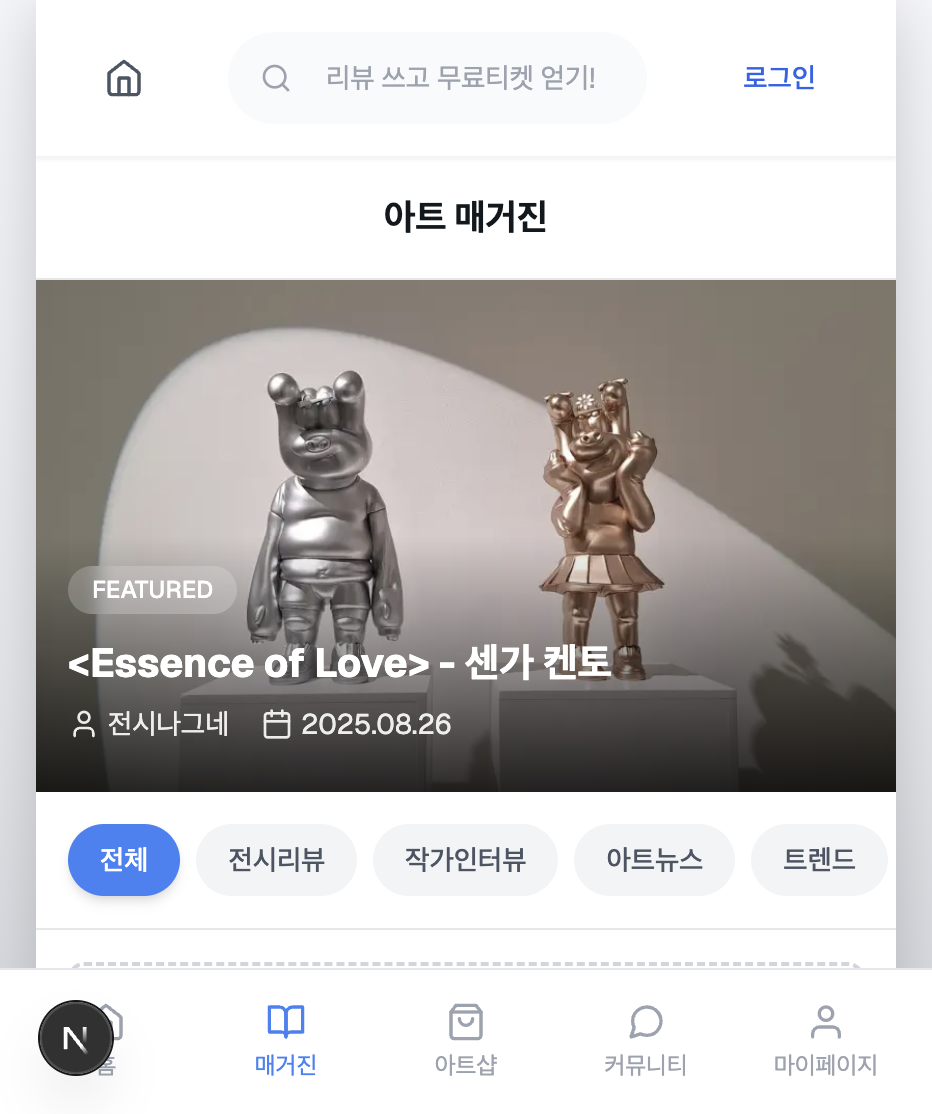 리뷰 쓰고 무료티켓 얻기!
로그인
아트 매거진
FEATURED
<Essence of Love> - 센가 켄토
전시나그네 2025.08.26
전체 전시리뷰 작가인터뷰 아트뉴스 트렌드
N
홈 매거진 아트샵 커뮤니티 마이페이지